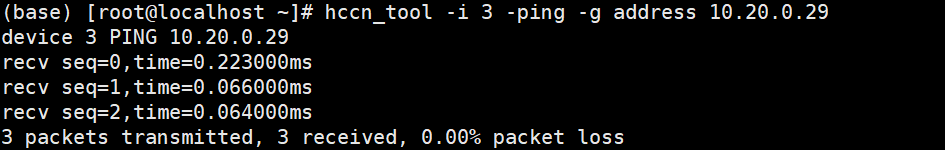 (base) [root@localhost ~]# hccn_tool -i 3 -ping -g address 10.20.0.29
device 3 PING 10.20.0.29
recv seq=0,time=0.223000ms
recv seq=1,time=0.066000ms
recv seq=2,time=0.064000ms
3 packets transmitted, 3 received, 0.00% packet loss